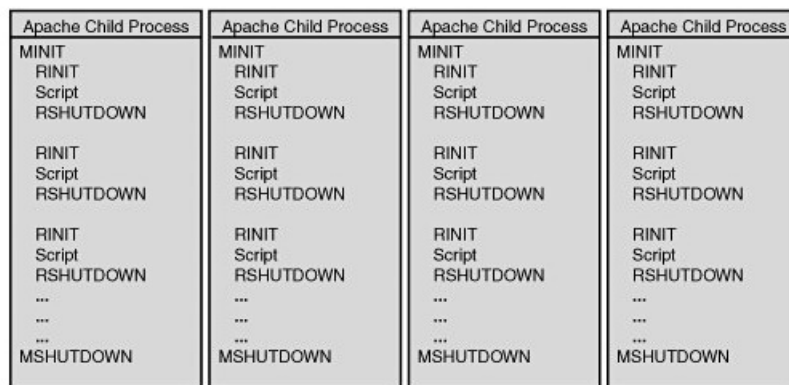 Apache Child Process
MINIT
RINIT
Script
RSHUTDOWN
RINIT
Script
RSHUTDOWN
RINIT
Script
RSHUTDOWN
...
...
...
MSHUTDOWN
Apache Child Process
MINIT
RINIT
Script
RSHUTDOWN
RINIT
Script
RSHUTDOWN
RINIT
Script
RSHUTDOWN
...
...
...
MSHUTDOWN
Apache Child Process
MINIT
RINIT
Script
RSHUTDOWN
RINIT
Script
RSHUTDOWN
RINIT
Script
RSHUTDOWN
...
...
...
MSHUTDOWN
Apache Child Process
MINIT
RINIT
Script
RSHUTDOWN
RINIT
Script
RSHUTDOWN
RINIT
Script
RSHUTDOWN
...
...
...
MSHUTDOWN